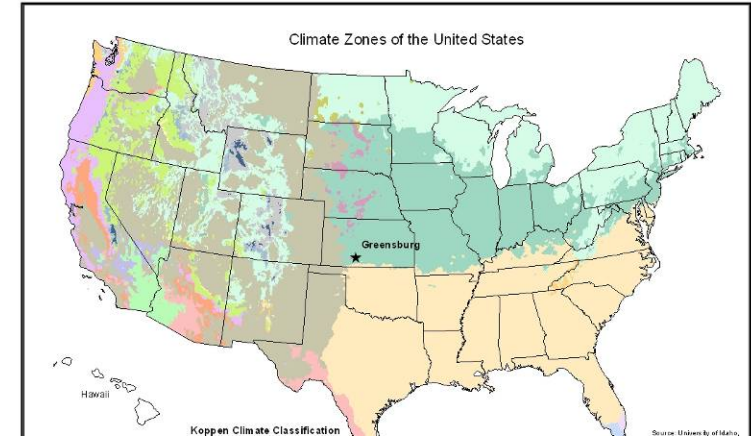 Climate Zones of the United States
Greensburg
Hawaii
Koppen Climate Classification
Source: University of Idaho,